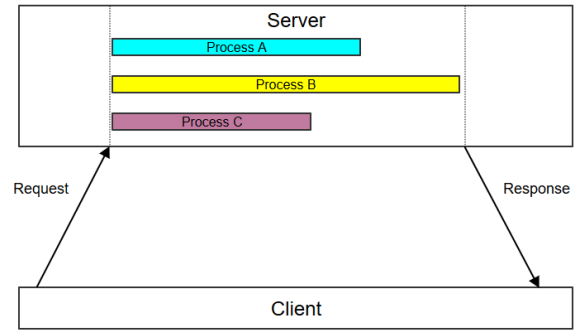 Server
Process A
Process B
Process C
Request
Response
Client